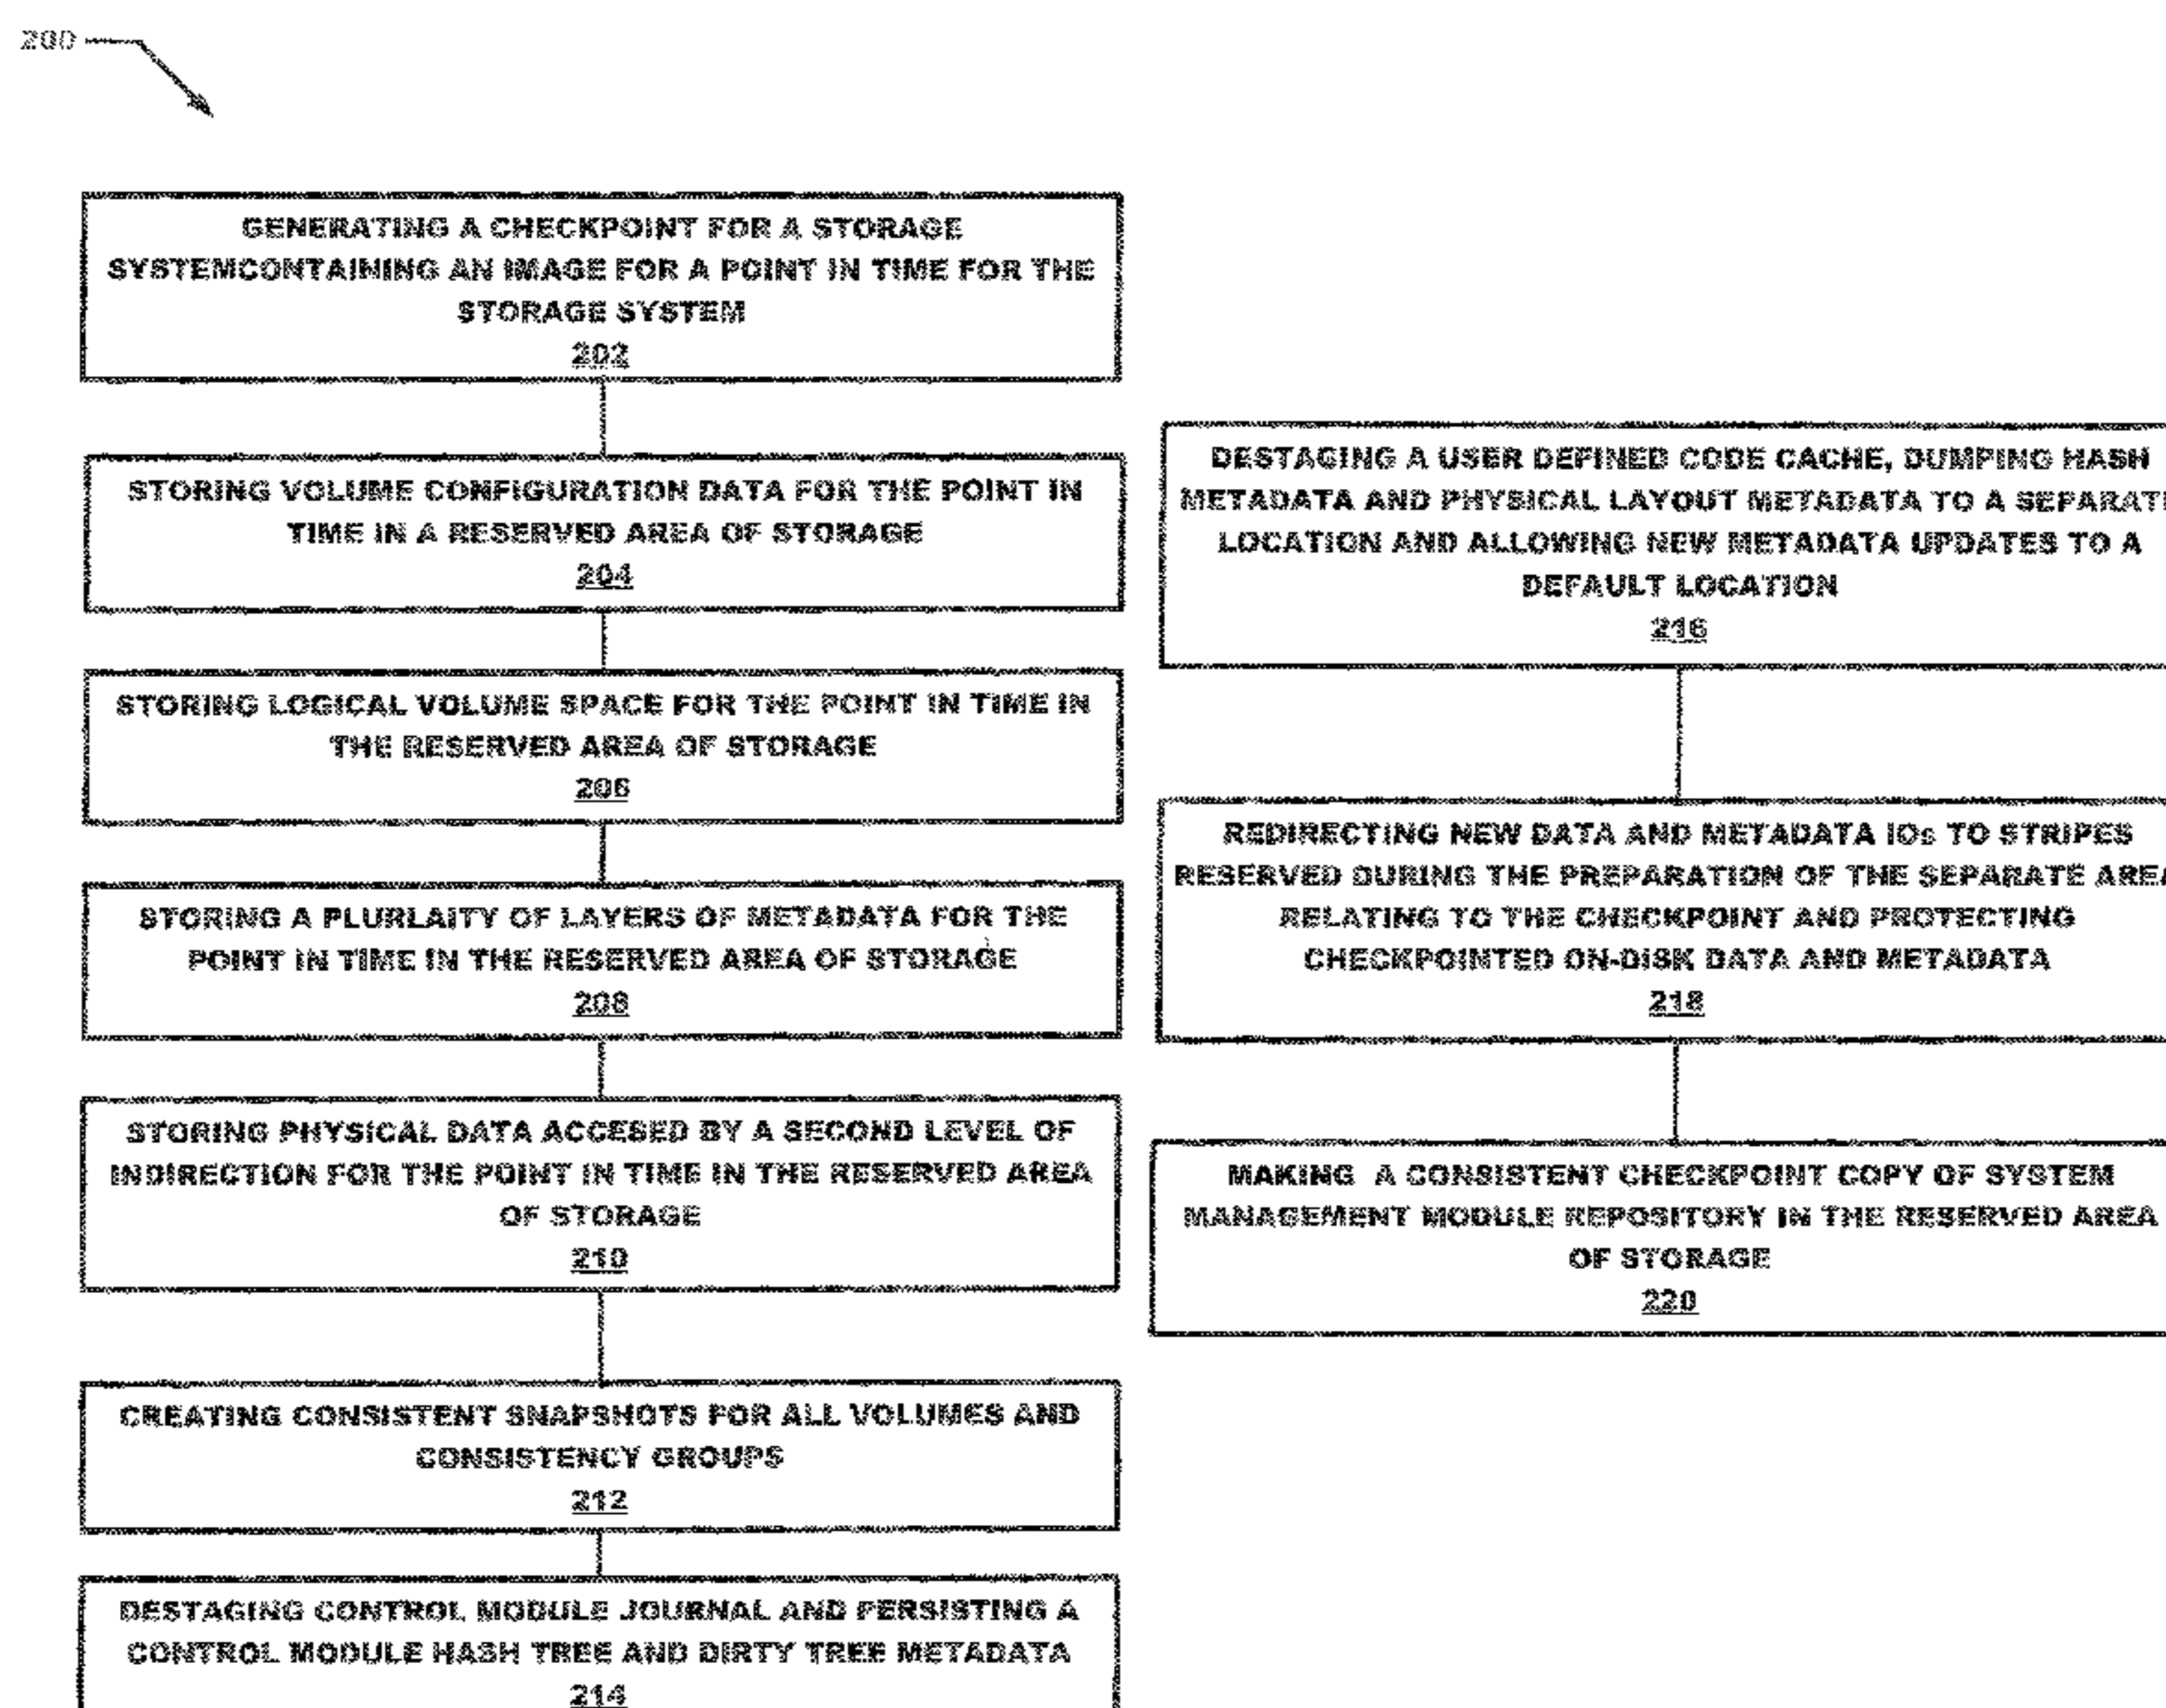 200
GENERATING A CHECKPOINT FOR A STORAGE
SYSTEMCONTAINING AN IMAGE FOR A POINT IN TIME FOR THE
STORAGE SYSTEM
202
STORING VOLUME CONFIGURATION DATA FOR THE POINT IN
TIME IN A RESERVED AREA OF STORAGE
204
STORING LOGICAL VOLUME SPACE FOR THE POINT IN TIME IN
THE RESERVED AREA OF STORAGE
206
STORING A PLURLAITY OF LAYERS OF METADATA FOR THE
POINT IN TIME IN THE RESERVED AREA OF STORAGE
208
STORING PHYSICAL DATA ACCESED BY A SECOND LEVEL OF
INDIRECTION FOR THE POINT IN TIME IN THE RESERVED AREA
OF STORAGE
210
CREATING CONSISTENT SNAPSHOTS FOR ALL VOLUMES AND
CONSISTENCY GROUPS
212
DESTAGING CONTROL MODULE JOURNAL AND PERSISTING A
CONTROL MODULE HASH TREE AND DIRTY TREE METADATA
214
DESTAGING A USER DEFINED CODE CACHE, DUMPING HASH
METADATA AND PHYSICAL LAYOUT METADATA TO A SEPARATE
LOCATION AND ALLOWING NEW METADATA UPDATES TO A
DEFAULT LOCATION
216
REDIRECTING NEW DATA AND METADATA IOs TO STRIPES
RESERVED DURING THE PREPARATION OF THE SEPARATE AREA
RELATING TO THE CHECKPOINT AND PROTECTING
CHECKPOINTED ON-DISK DATA AND METADATA
218
MAKING A CONSISTENT CHECKPOINT COPY OF SYSTEM
MANAGEMENT MODULE REPOSITORY IN THE RESERVED AREA
OF STORAGE
220